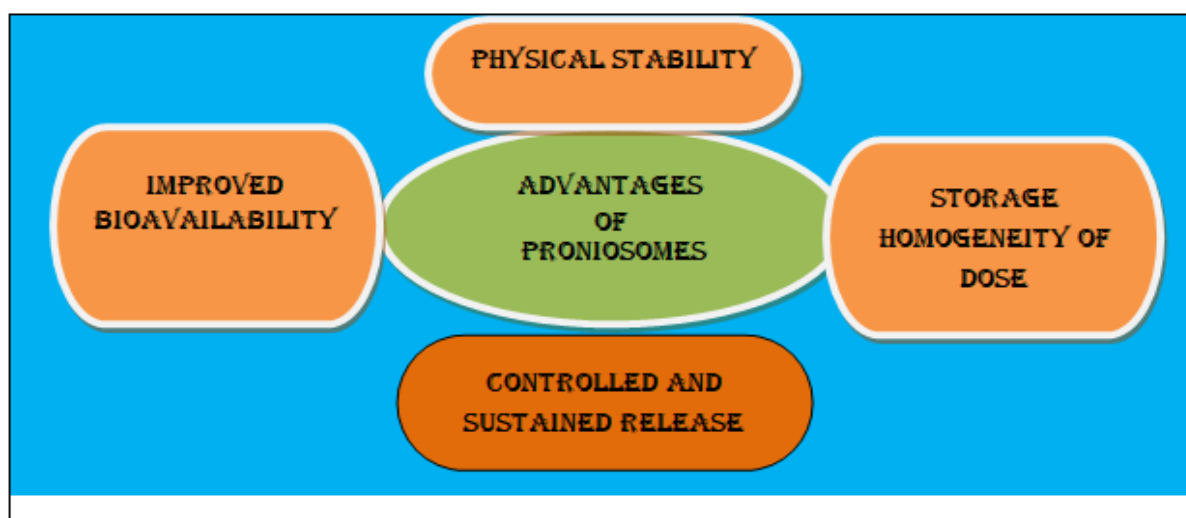 PHYSICAL STABILITY
IMPROVED
BIOAVAILABILITY
ADVANTAGES
OF
PRONIOSOMES
STORAGE
HOMOGENEITY OF
DOSE
CONTROLLED AND
SUSTAINED RELEASE